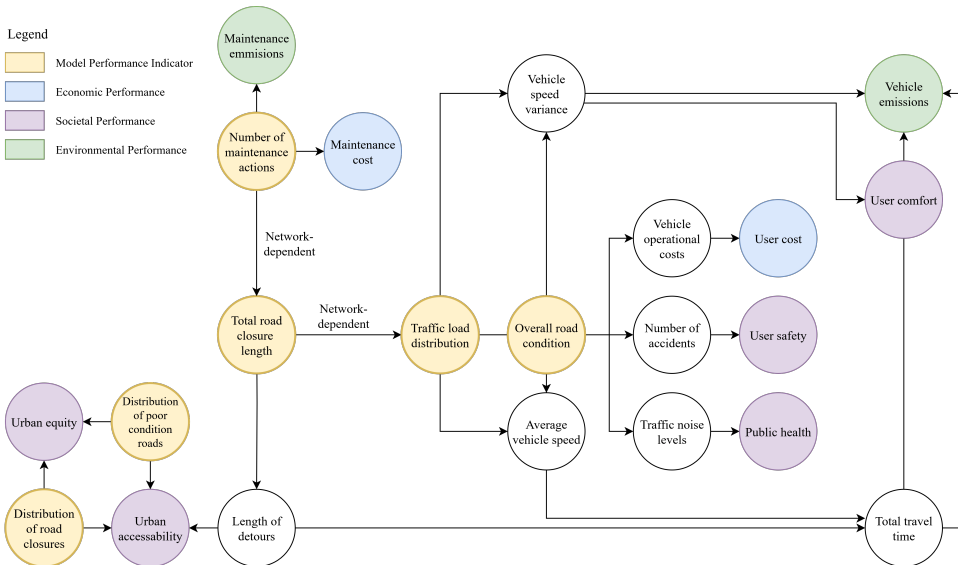 Legend
Model Performance Indicator
Economic Performance
Societal Performance
Environmental Performance
Maintenance
emmisions
Number of
maintenance
actions
Maintenance
cost
Network-
dependent
Total road
closure
length
Network-
dependent
Traffic load
distribution
Overall road
condition
Vehicle
speed
variance
Average
vehicle speed
Vehicle
operational
costs
User cost
Number of
accidents
User safety
Traffic noise
levels
Public health
Vehicle
emissions
User comfort
Urban equity
Distribution
of poor
condition
roads
Distribution
of road
closures
Urban
accessability
Length of
detours
Total travel
time